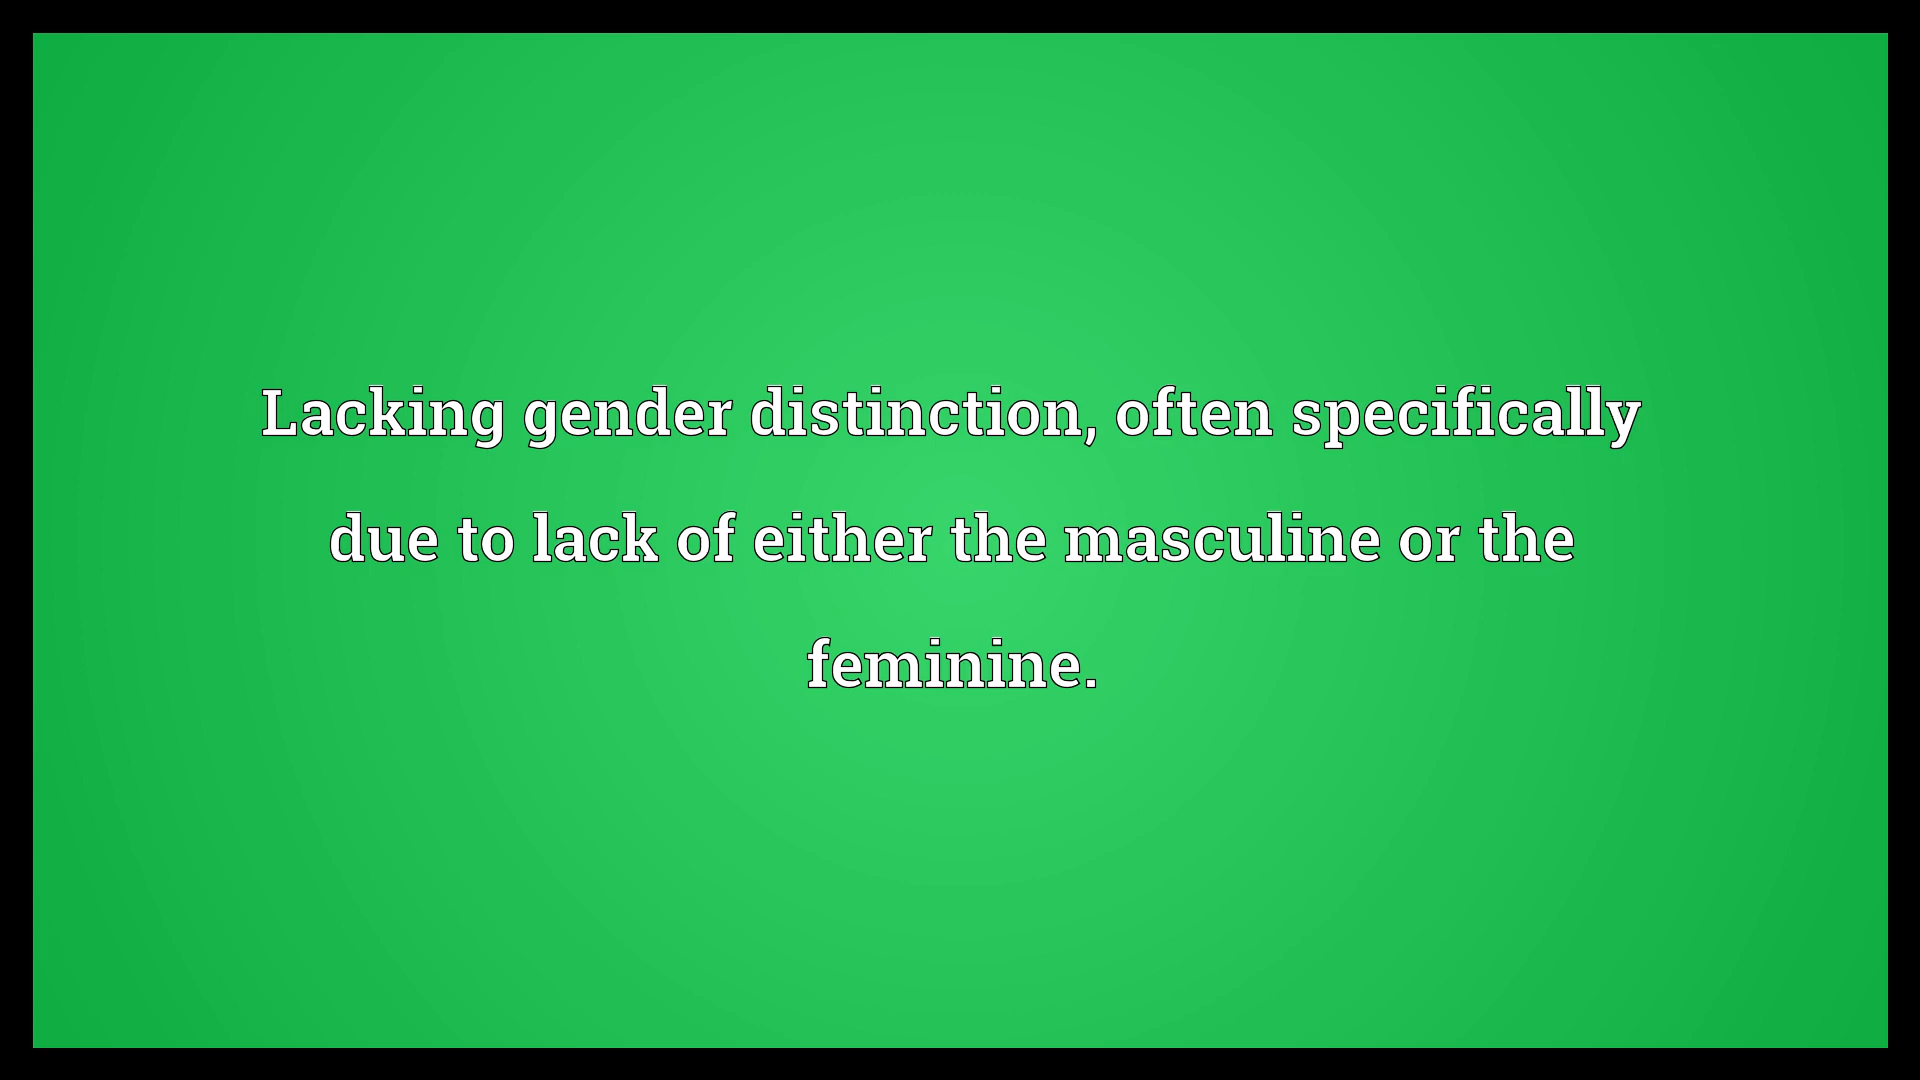 Lacking gender distinction, often specifically
due to lack of either the masculine or the
feminine.